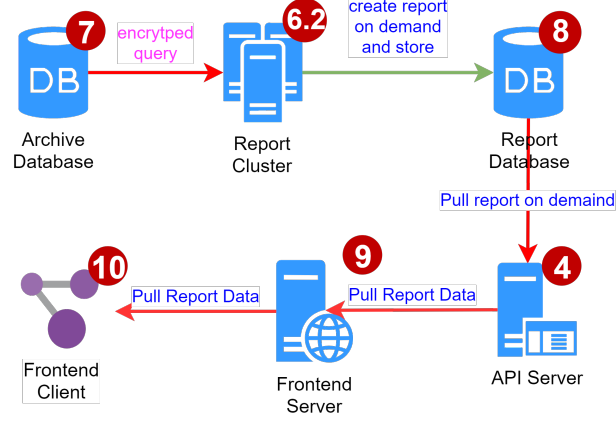 7
6.2
create report
on demand
and store
8
encrytped
query
DB
DB
Archive
Database
Report
Cluster
Report
Database
Pull report on demaind
10
9
4
Pull Report Data
Pull Report Data
Frontend
Client
Frontend
Server
API Server